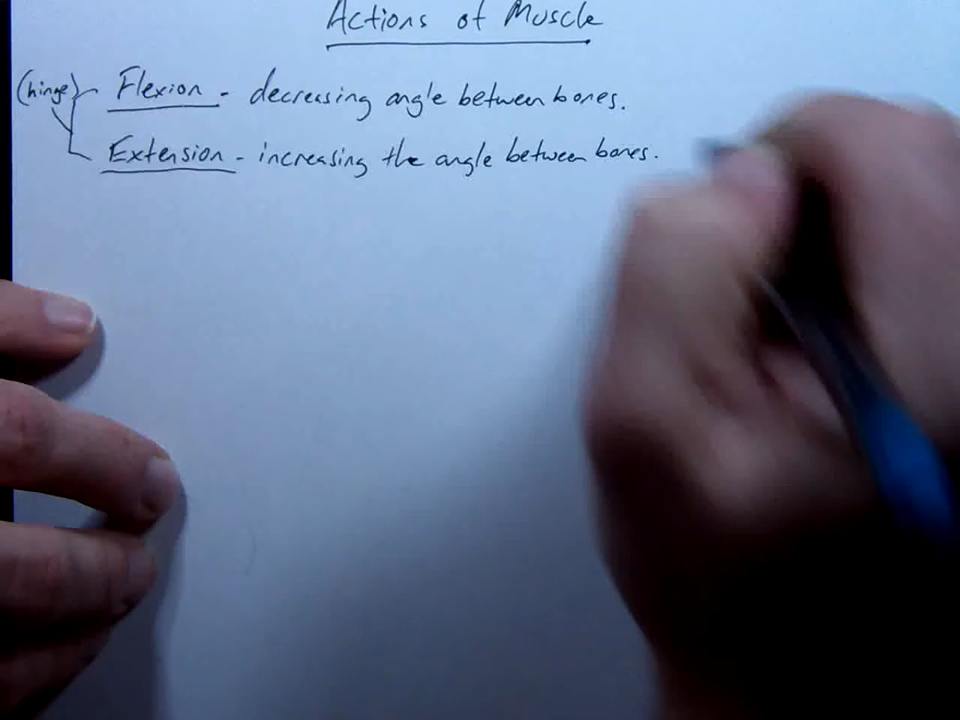 Actions of Muscle
(hinge) Flexion - decreasing angle between bones.
Extension - increasing the angle between bones.